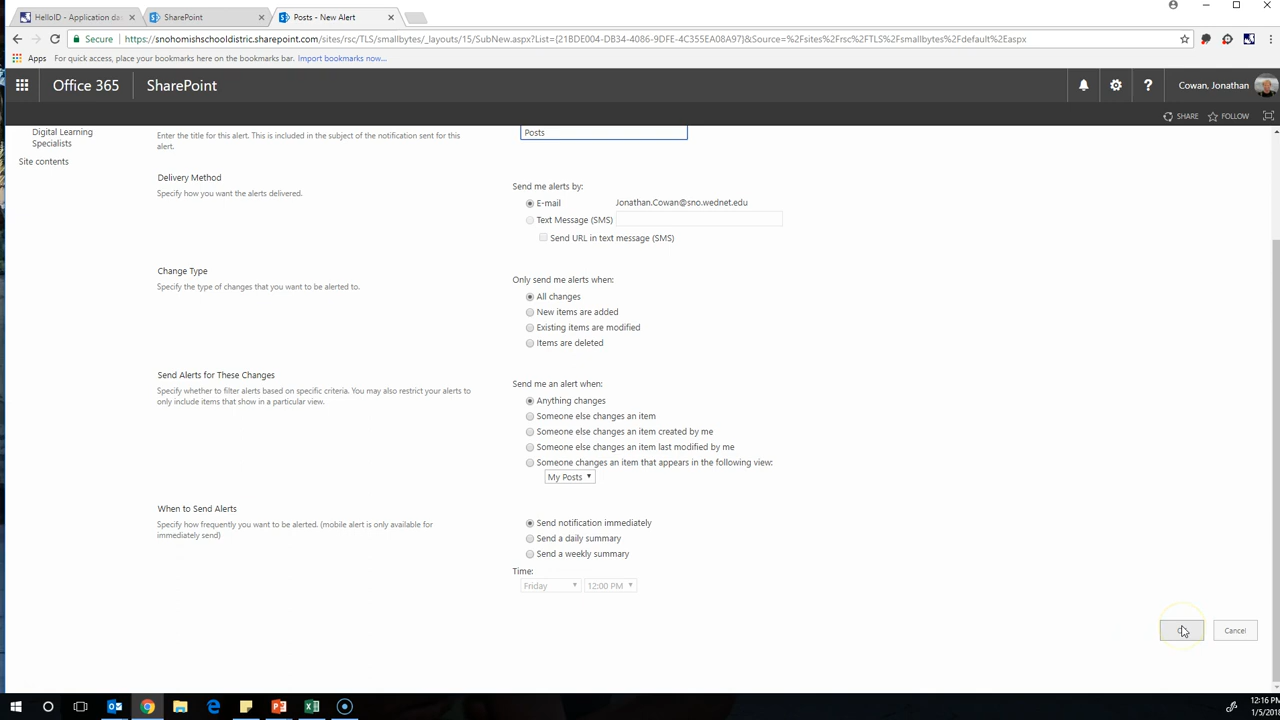 HelloID - Application das
SharePoint
Posts - New Alert
Secure
https://snohomishschooldistric.sharepoint.com/sites/rsc/TLS/smallbytes/_layouts/15/SubNew.aspx?List={21BDE004-DB34-4086-9DFE-4C355EA08A97}&Source=%2Fsites%2Frsc%2FTLS%2Fsmallbytes%2Fdefault%2Easpx
Apps
For quick access, place your bookmarks here on the bookmarks bar. Import bookmarks now...
Office 365
SharePoint
Cowan, Jonathan
SHARE
FOLLOW
Digital Learning
Specialists
Site contents
Enter the title for this alert. This is included in the subject of the notification sent for this
alert.
Posts
Delivery Method
Specify how you want the alerts delivered.
Send me alerts by:
E-mail
Jonathan.Cowan@sno.wednet.edu
Text Message (SMS)
Send URL in text message (SMS)
Change Type
Specify the type of changes that you want to be alerted to.
Only send me alerts when:
All changes
New items are added
Existing items are modified
Items are deleted
Send Alerts for These Changes
Specify whether to filter alerts based on specific criteria. You may also restrict your alerts to
only include items that show in a particular view.
Send me an alert when:
Anything changes
Someone else changes an item
Someone else changes an item created by me
Someone else changes an item last modified by me
Someone changes an item that appears in the following view:
My Posts
When to Send Alerts
Specify how frequently you want to be alerted. (mobile alert is only available for
immediately send)
Send notification immediately
Send a daily summary
Send a weekly summary
Time:
Friday
12:00 PM
Cancel
12:16 PM
1/5/2018